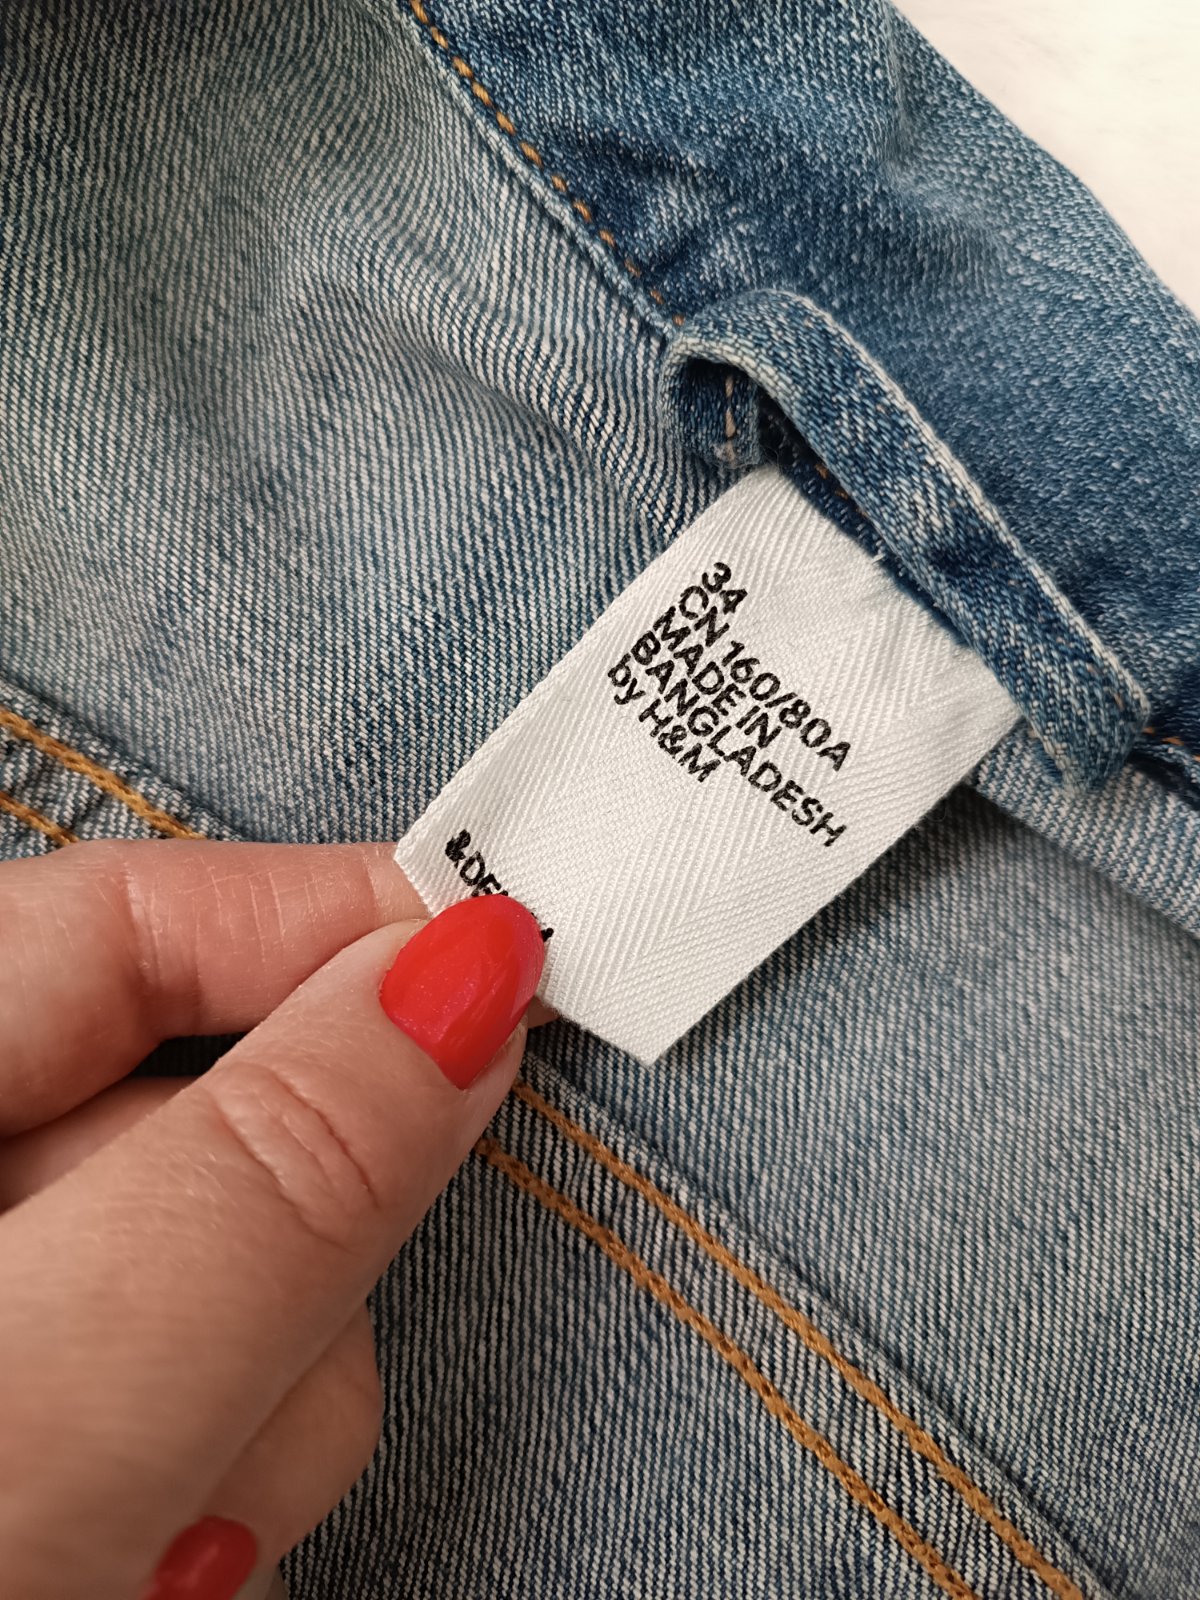 34
CN 160/80A
MADE IN
BANGLADESH
by H&M